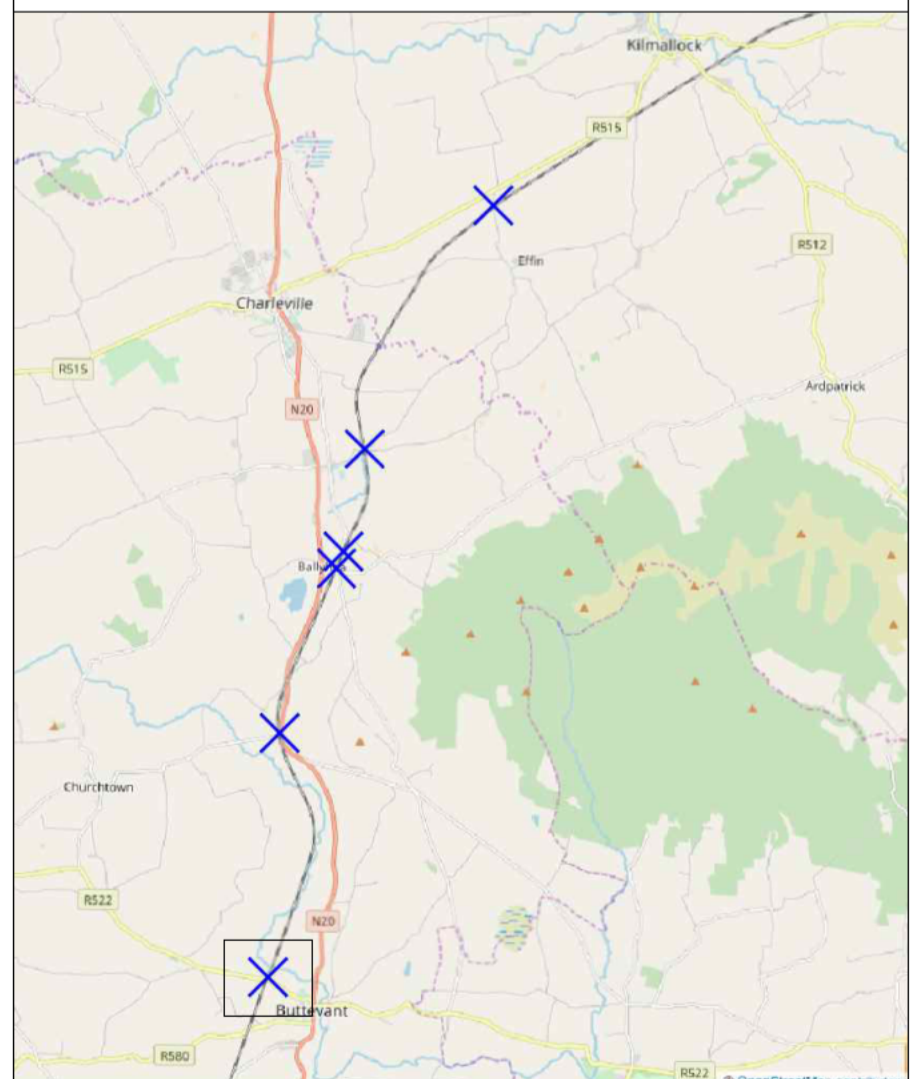 Kilmallock
R515
R512
Effin
Charleville
R515
Ardpatrick
N20
Churchtown
R522
N20
Buttevant
R580
R522